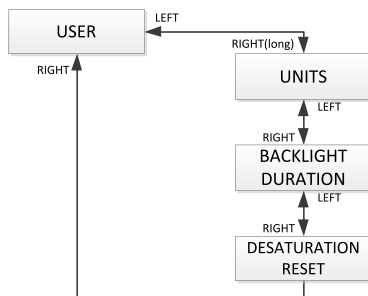 LEFT
USER
RIGHT(long)
RIGHT
UNITS
LEFT
RIGHT
BACKLIGHT
DURATION
LEFT
RIGHT
DESATURATION
RESET